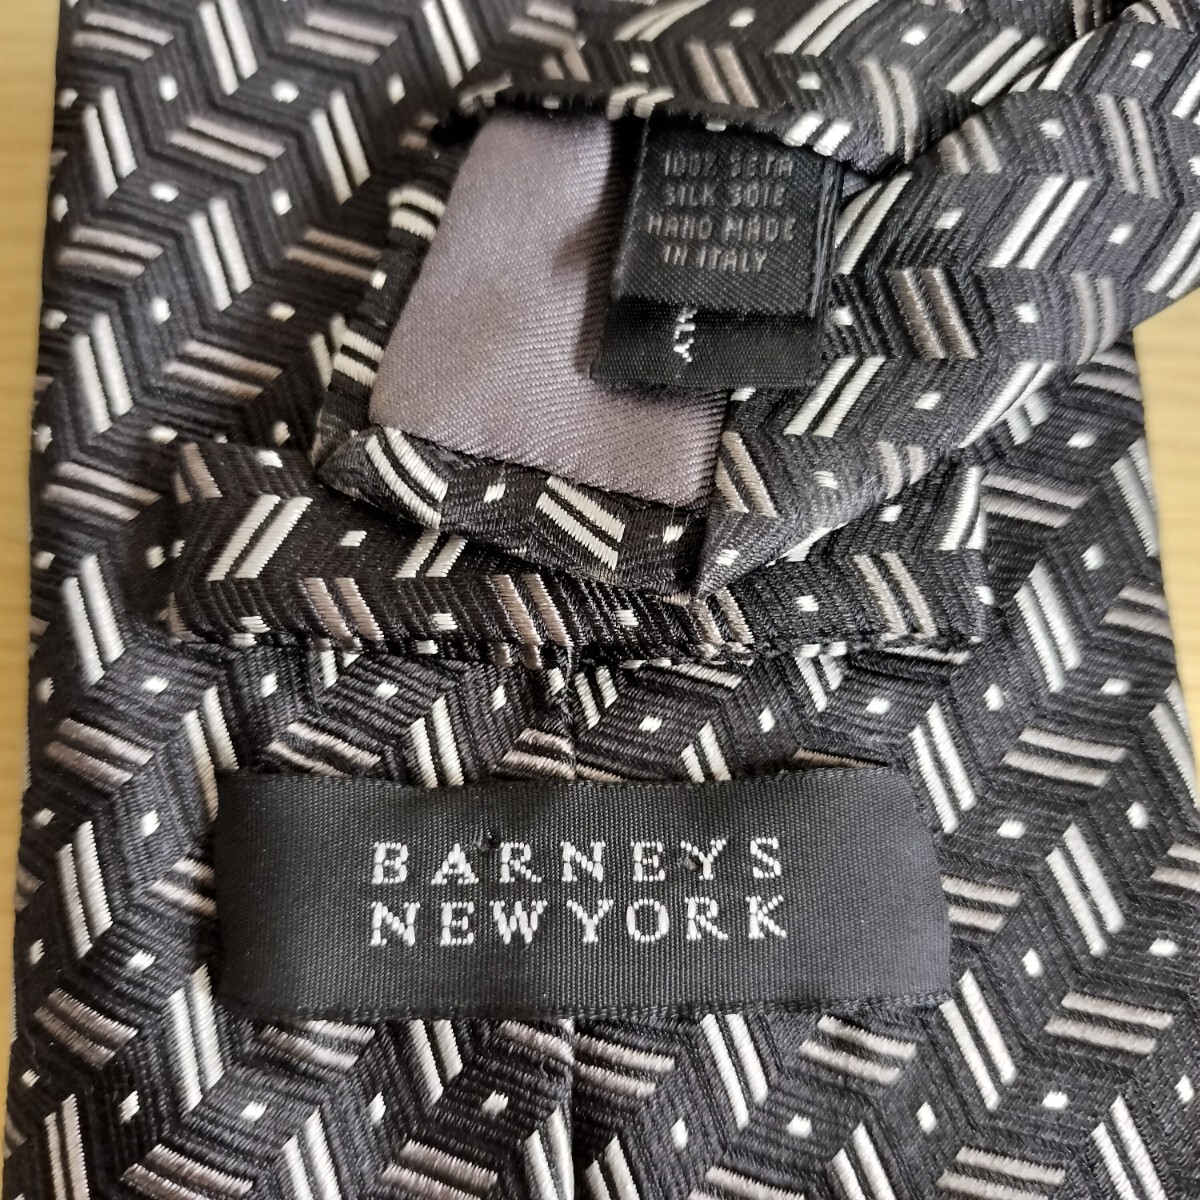 100% SETA
SILK SOIE
HAND MADE
IN ITALY
BARNEYS
NEWYORK